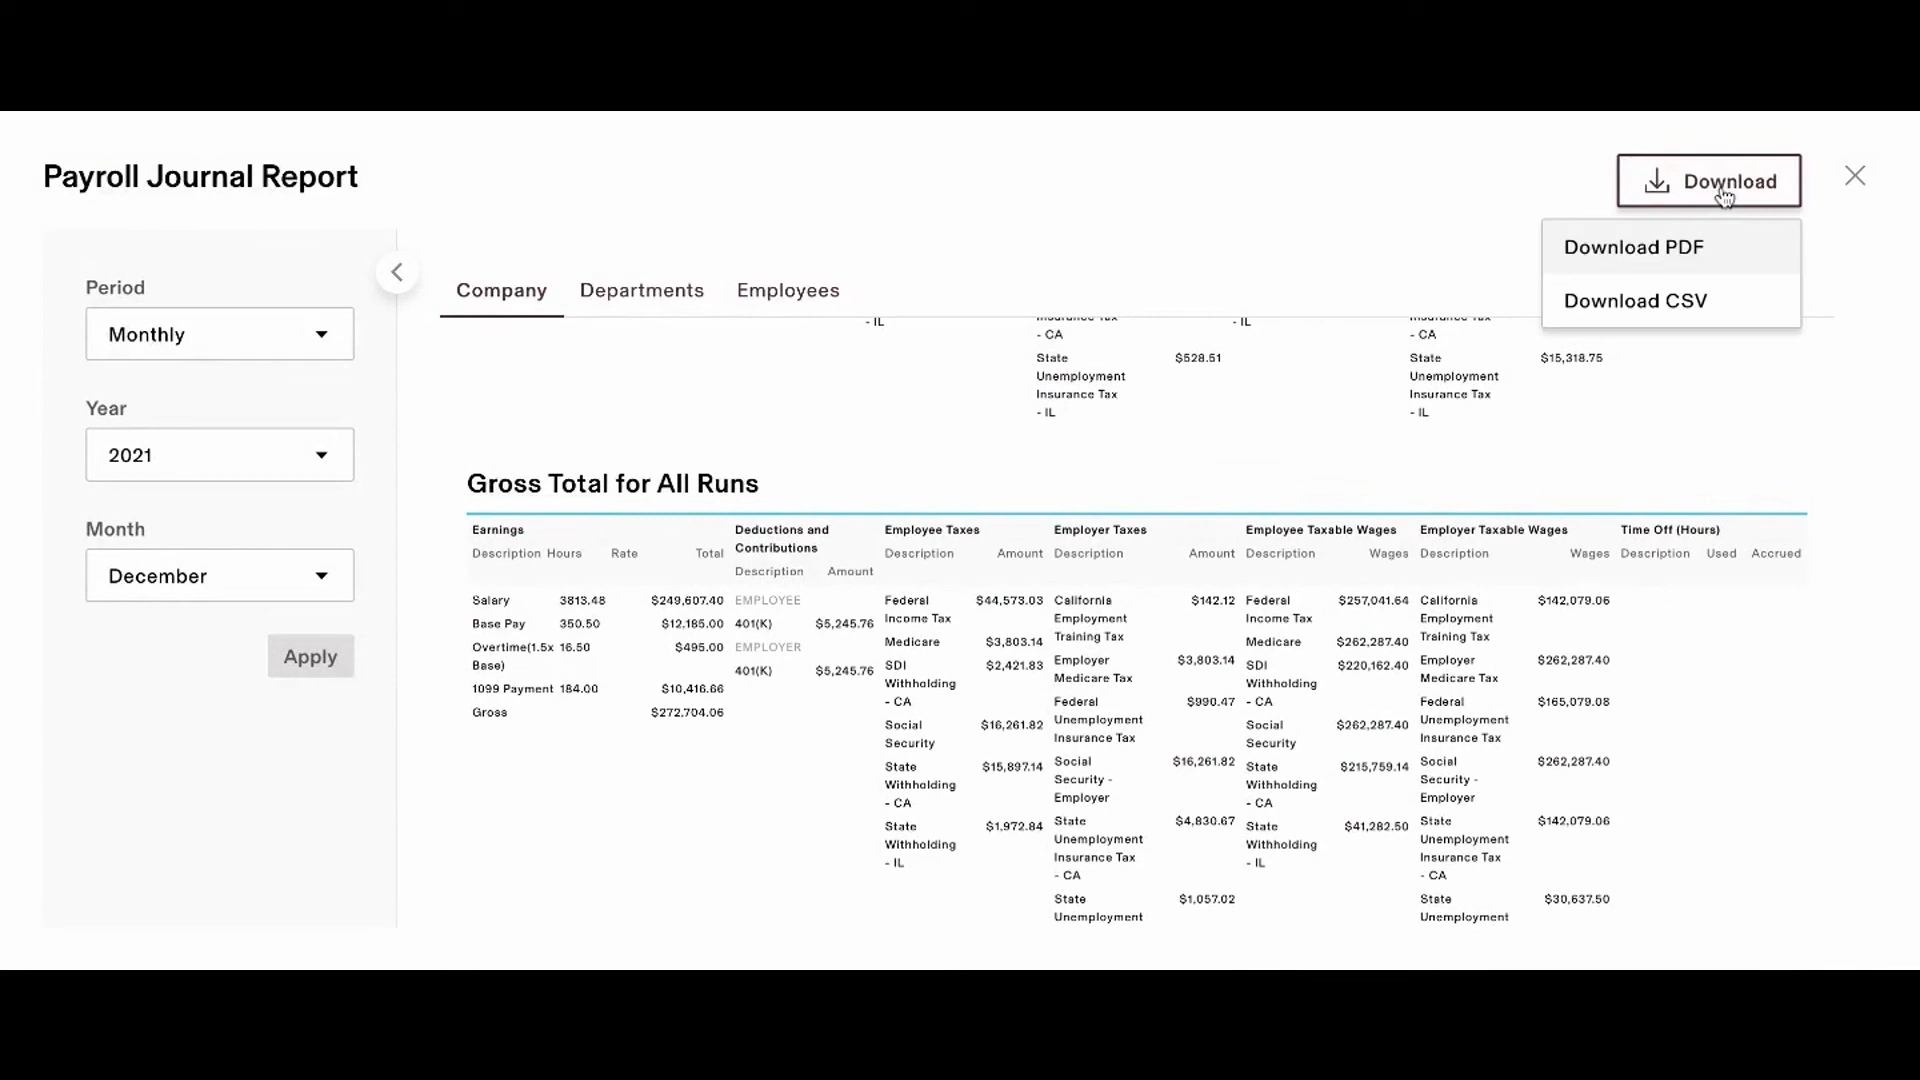 Payroll Journal Report
Download
Download PDF
Download CSV
Period
Monthly
Year
2021
Month
December
Apply
Company Departments Employees
- IL - CA - IL - CA
State $528.51 State $15,318.75
Unemployment Unemployment
Insurance Tax Insurance Tax
- IL - IL
Gross Total for All Runs
Earnings
Description Hours Rate Total
Salary 3813.48 $249,607.40
Base Pay 350.50 $12,185.00
Overtime(1.5x 16.50 $495.00
Base)
1099 Payment 184.00 $10,416.66
Gross $272,704.06
Deductions and
Contributions
Description Amount
EMPLOYEE
401(K) $5,245.76
EMPLOYER
401(K) $5,245.76
Employee Taxes
Description Amount
Federal $44,573.03
Income Tax
Medicare $3,803.14
SDI $2,421.83
Withholding
- CA
Social $16,261.82
Security
State $15,897.14
Withholding
- CA
State $1,972.84
Withholding
- IL
Employer Taxes
Description Amount
California $142.12
Employment
Training Tax
Employer $3,803.14
Medicare Tax
Federal $990.47
Unemployment
Insurance Tax
Social $16,261.82
Security -
Employer
State $4,830.67
Unemployment
Insurance Tax
- CA
State $1,057.02
Unemployment
Employee Taxable Wages
Description Wages
Federal $257,041.64
Income Tax
Medicare $262,287.40
SDI $220,162.40
Withholding
- CA
Social $262,287.40
Security
State $215,759.14
Withholding
- CA
State $41,282.50
Withholding
- IL
Employer Taxable Wages
Description Wages
California $142,079.06
Employment
Training Tax
Employer $262,287.40
Medicare Tax
Federal $165,079.08
Unemployment
Insurance Tax
Social $262,287.40
Security -
Employer
State $142,079.06
Unemployment
Insurance Tax
- CA
State $30,637.50
Unemployment
Time Off (Hours)
Description Used Accrued